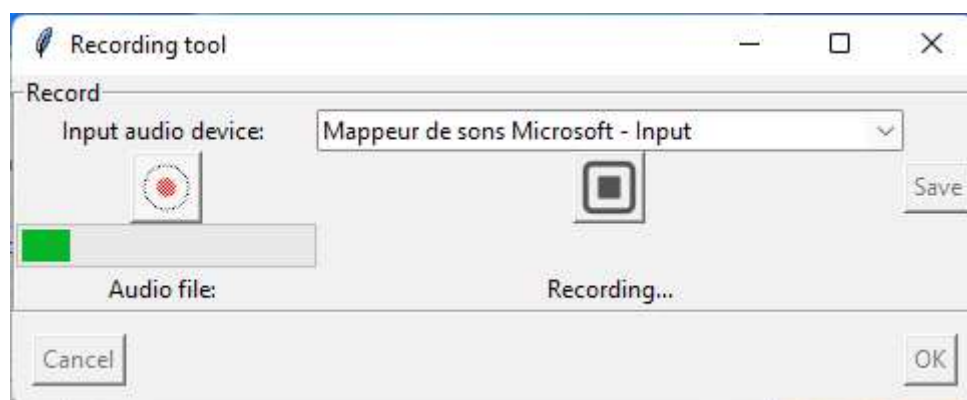 Recording tool
Record
Input audio device: Mappeur de sons Microsoft - Input
Save
Audio file: Recording...
Cancel OK